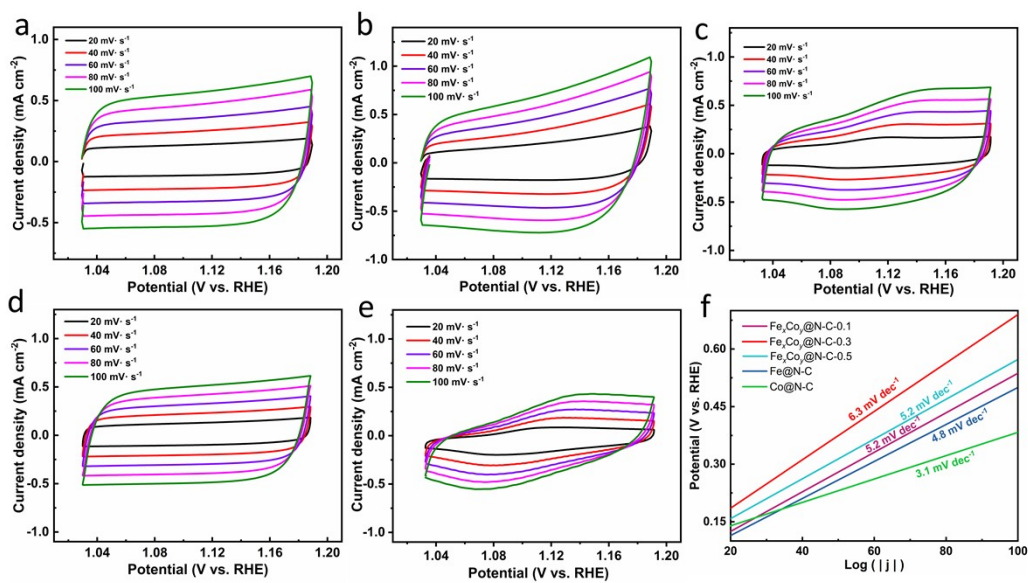 a
20 mV· s⁻¹
40 mV· s⁻¹
60 mV· s⁻¹
80 mV· s⁻¹
100 mV· s⁻¹
Current density (mA cm⁻²)
1.0
0.5
0.0
-0.5
-1.0
1.04
1.08
1.12
1.16
1.20
Potential (V vs. RHE)
b
20 mV· s⁻¹
40 mV· s⁻¹
60 mV· s⁻¹
80 mV· s⁻¹
100 mV· s⁻¹
Current density (mA cm⁻²)
1.0
0.5
0.0
-0.5
-1.0
1.04
1.08
1.12
1.16
1.20
Potential (V vs. RHE)
c
20 mV· s⁻¹
40 mV· s⁻¹
60 mV· s⁻¹
80 mV· s⁻¹
100 mV· s⁻¹
Current density (mA cm⁻²)
1.0
0.5
0.0
-0.5
-1.0
1.04
1.08
1.12
1.16
1.20
Potential (V vs. RHE)
d
20 mV· s⁻¹
40 mV· s⁻¹
60 mV· s⁻¹
80 mV· s⁻¹
100 mV· s⁻¹
Current density (mA cm⁻²)
1.0
0.5
0.0
-0.5
-1.0
1.04
1.08
1.12
1.16
1.20
Potential (V vs. RHE)
e
20 mV· s⁻¹
40 mV· s⁻¹
60 mV· s⁻¹
80 mV· s⁻¹
100 mV· s⁻¹
Current density (mA cm⁻²)
1.0
0.5
0.0
-0.5
-1.0
1.04
1.08
1.12
1.16
1.20
Potential (V vs. RHE)
f
FeₓCoᵧ@N-C-0.1
FeₓCoᵧ@N-C-0.3
FeₓCoᵧ@N-C-0.5
Fe@N-C
Co@N-C
6.3 mV dec⁻¹
5.2 mV dec⁻¹
5.2 mV dec⁻¹
4.8 mV dec⁻¹
3.1 mV dec⁻¹
Potential (V vs. RHE)
0.60
0.45
0.30
0.15
20
40
60
80
100
Log ( | j | )